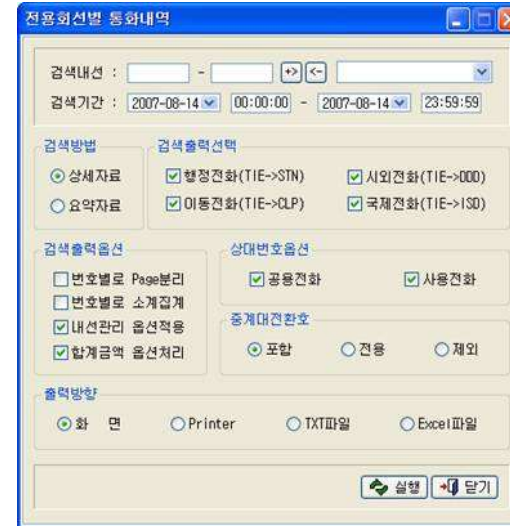 전용회선별 통화내역
검색내선 : - +> <-
검색기간 : 2007-08-14 00:00:00 - 2007-08-14 23:59:59
검색방법 검색출력선택
상세자료 행정전화(TIE->STN) 시외전화(TIE->DDD)
요약자료 이동전화(TIE->CLP) 국제전화(TIE->ISD)
검색출력옵션 상대번호옵션
번호별로 Page분리 공용전화 사용전화
번호별로 소계집계
내선관리 옵션적용 중계대전환호
합계금액 옵션처리 포함 전용 제외
출력방향
화 면 Printer TXT파일 Excel파일
실행 닫기